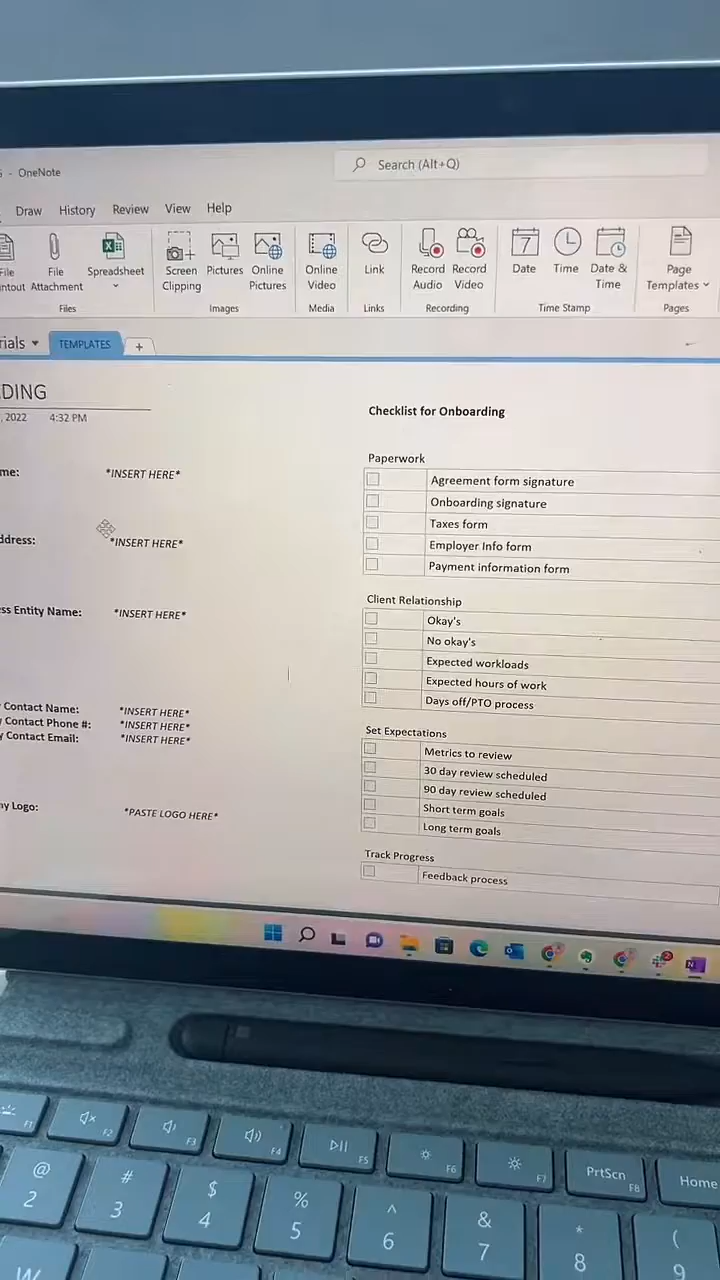 - OneNote
Search (Alt+Q)
Draw History Review View Help
File
ntout
File
Attachment
Spreadsheet
Files
Screen
Clipping
Pictures
Online
Pictures
Images
Online
Video
Media
Link
Links
Record
Audio
Record
Video
Recording
7
Date
Time
Date &
Time
Time Stamp
Page
Templates
Pages
rials
TEMPLATES
+
DING
, 2022 4:32 PM
me: *INSERT HERE*
ddress: *INSERT HERE*
ss Entity Name: *INSERT HERE*
Contact Name: *INSERT HERE*
y Contact Phone #: *INSERT HERE*
y Contact Email: *INSERT HERE*
ny Logo: *PASTE LOGO HERE*
Checklist for Onboarding
Paperwork
Agreement form signature
Onboarding signature
Taxes form
Employer Info form
Payment information form
Client Relationship
Okay's
No okay's
Expected workloads
Expected hours of work
Days off/PTO process
Set Expectations
Metrics to review
30 day review scheduled
90 day review scheduled
Short term goals
Long term goals
Track Progress
Feedback process
2
N
F1 F2 F3 F4 F5 F6 F7
PrtScn F8
Home
@ 2
# 3
$ 4
% 5
^ 6
& 7
* 8
( 9
W